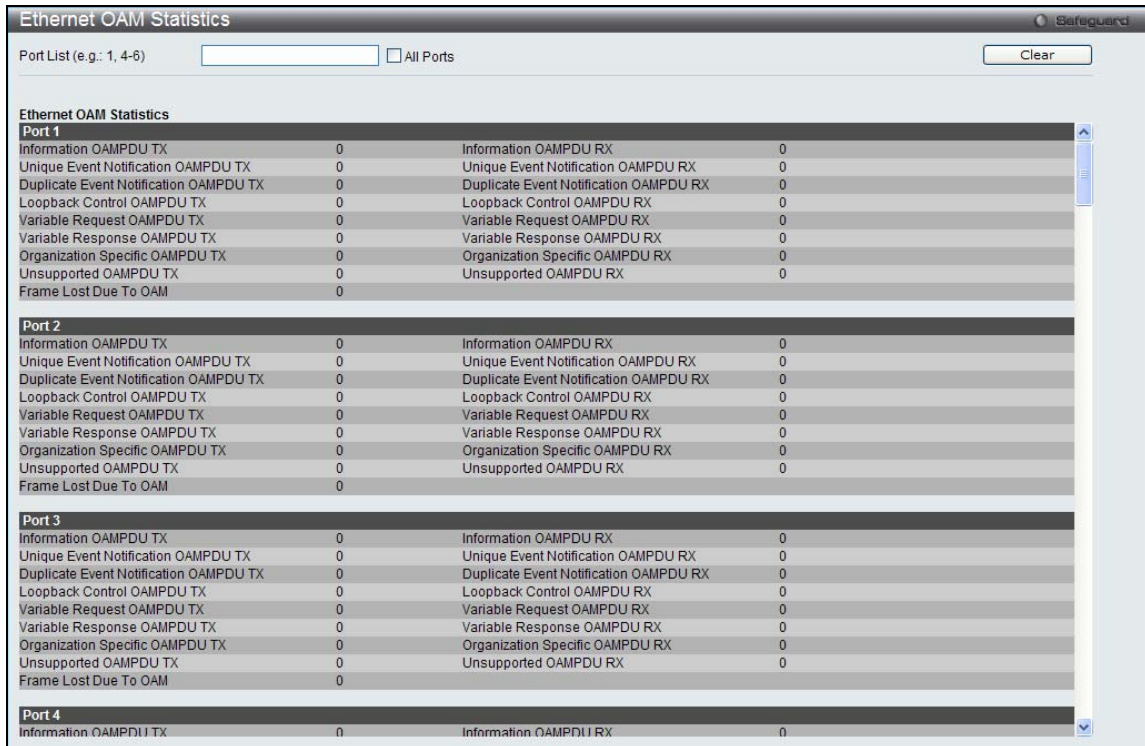 Ethernet OAM Statistics
Safeguard
Port List (e.g.: 1, 4-6)
All Ports
Clear
Ethernet OAM Statistics
Port 1
Information OAMPDU TX 0 Information OAMPDU RX 0
Unique Event Notification OAMPDU TX 0 Unique Event Notification OAMPDU RX 0
Duplicate Event Notification OAMPDU TX 0 Duplicate Event Notification OAMPDU RX 0
Loopback Control OAMPDU TX 0 Loopback Control OAMPDU RX 0
Variable Request OAMPDU TX 0 Variable Request OAMPDU RX 0
Variable Response OAMPDU TX 0 Variable Response OAMPDU RX 0
Organization Specific OAMPDU TX 0 Organization Specific OAMPDU RX 0
Unsupported OAMPDU TX 0 Unsupported OAMPDU RX 0
Frame Lost Due To OAM 0
Port 2
Information OAMPDU TX 0 Information OAMPDU RX 0
Unique Event Notification OAMPDU TX 0 Unique Event Notification OAMPDU RX 0
Duplicate Event Notification OAMPDU TX 0 Duplicate Event Notification OAMPDU RX 0
Loopback Control OAMPDU TX 0 Loopback Control OAMPDU RX 0
Variable Request OAMPDU TX 0 Variable Request OAMPDU RX 0
Variable Response OAMPDU TX 0 Variable Response OAMPDU RX 0
Organization Specific OAMPDU TX 0 Organization Specific OAMPDU RX 0
Unsupported OAMPDU TX 0 Unsupported OAMPDU RX 0
Frame Lost Due To OAM 0
Port 3
Information OAMPDU TX 0 Information OAMPDU RX 0
Unique Event Notification OAMPDU TX 0 Unique Event Notification OAMPDU RX 0
Duplicate Event Notification OAMPDU TX 0 Duplicate Event Notification OAMPDU RX 0
Loopback Control OAMPDU TX 0 Loopback Control OAMPDU RX 0
Variable Request OAMPDU TX 0 Variable Request OAMPDU RX 0
Variable Response OAMPDU TX 0 Variable Response OAMPDU RX 0
Organization Specific OAMPDU TX 0 Organization Specific OAMPDU RX 0
Unsupported OAMPDU TX 0 Unsupported OAMPDU RX 0
Frame Lost Due To OAM 0
Port 4
Information OAMPDU TX 0 Information OAMPDU RX 0